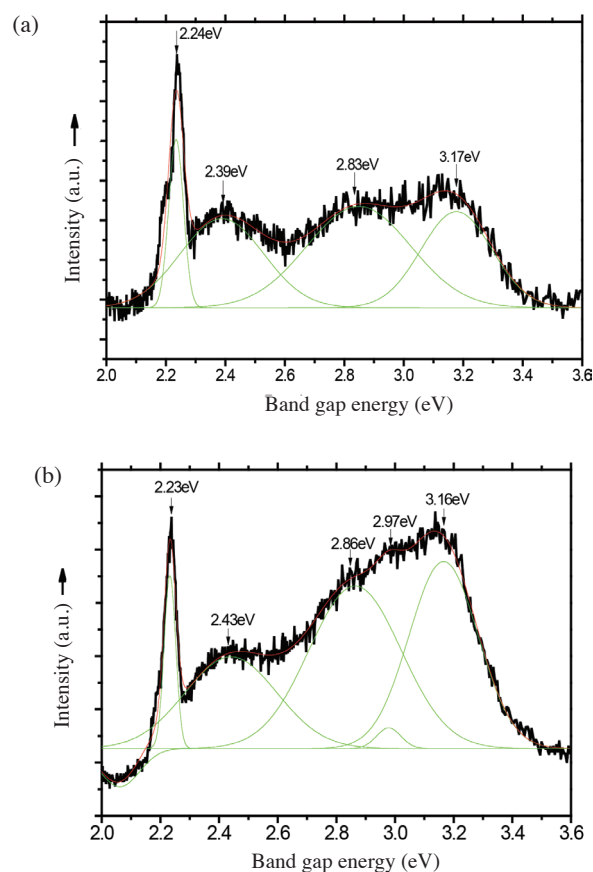 (a)
2.24eV
2.39eV
2.83eV
3.17eV
Intensity (a.u.)
2.0 2.2 2.4 2.6 2.8 3.0 3.2 3.4 3.6
Band gap energy (eV)
(b)
2.23eV
2.43eV
2.86eV
2.97eV
3.16eV
Intensity (a.u.)
2.0 2.2 2.4 2.6 2.8 3.0 3.2 3.4 3.6
Band gap energy (eV)